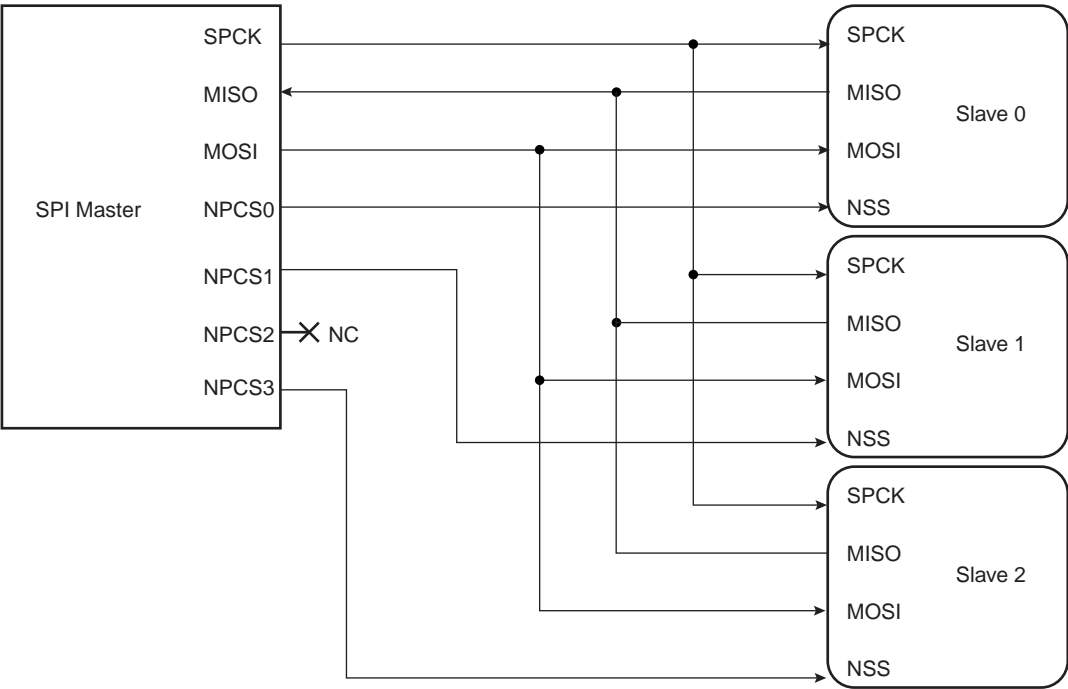 SPI Master
SPCK
MISO
MOSI
NPCS0
NPCS1
NPCS2
NC
NPCS3
SPCK
MISO
Slave 0
MOSI
NSS
SPCK
MISO
Slave 1
MOSI
NSS
SPCK
MISO
Slave 2
MOSI
NSS